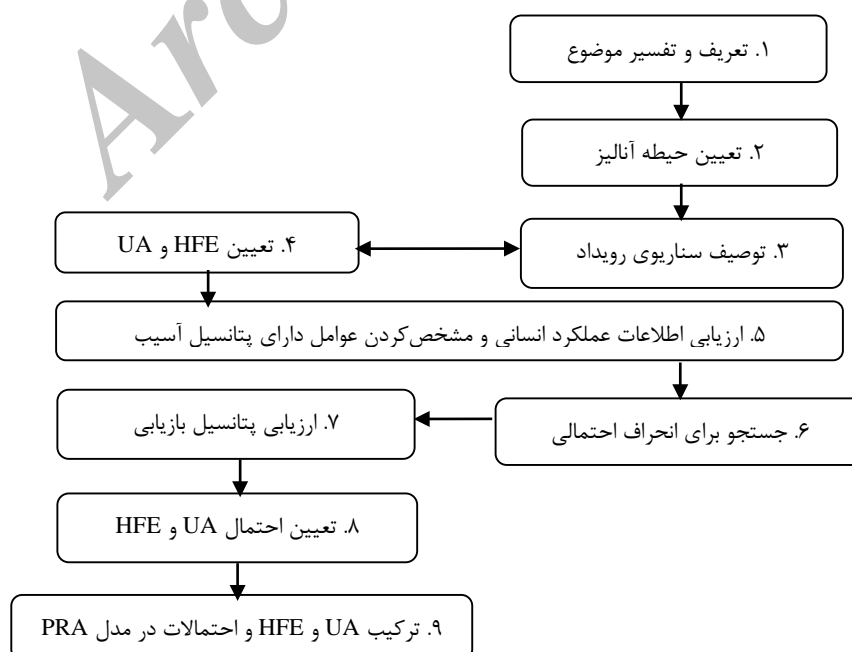 Arc
۱. تعریف و تفسیر موضوع
۲. تعیین حیطه آنالیز
۳. توصیف سناریوی رویداد
۴. تعیین HFE و UA
۵. ارزیابی اطلاعات عملکرد انسانی و مشخص‌کردن عوامل دارای پتانسیل آسیب
۶. جستجو برای انحراف احتمالی
۷. ارزیابی پتانسیل بازیابی
۸. تعیین احتمال UA و HFE
۹. ترکیب UA و HFE و احتمالات در مدل PRA